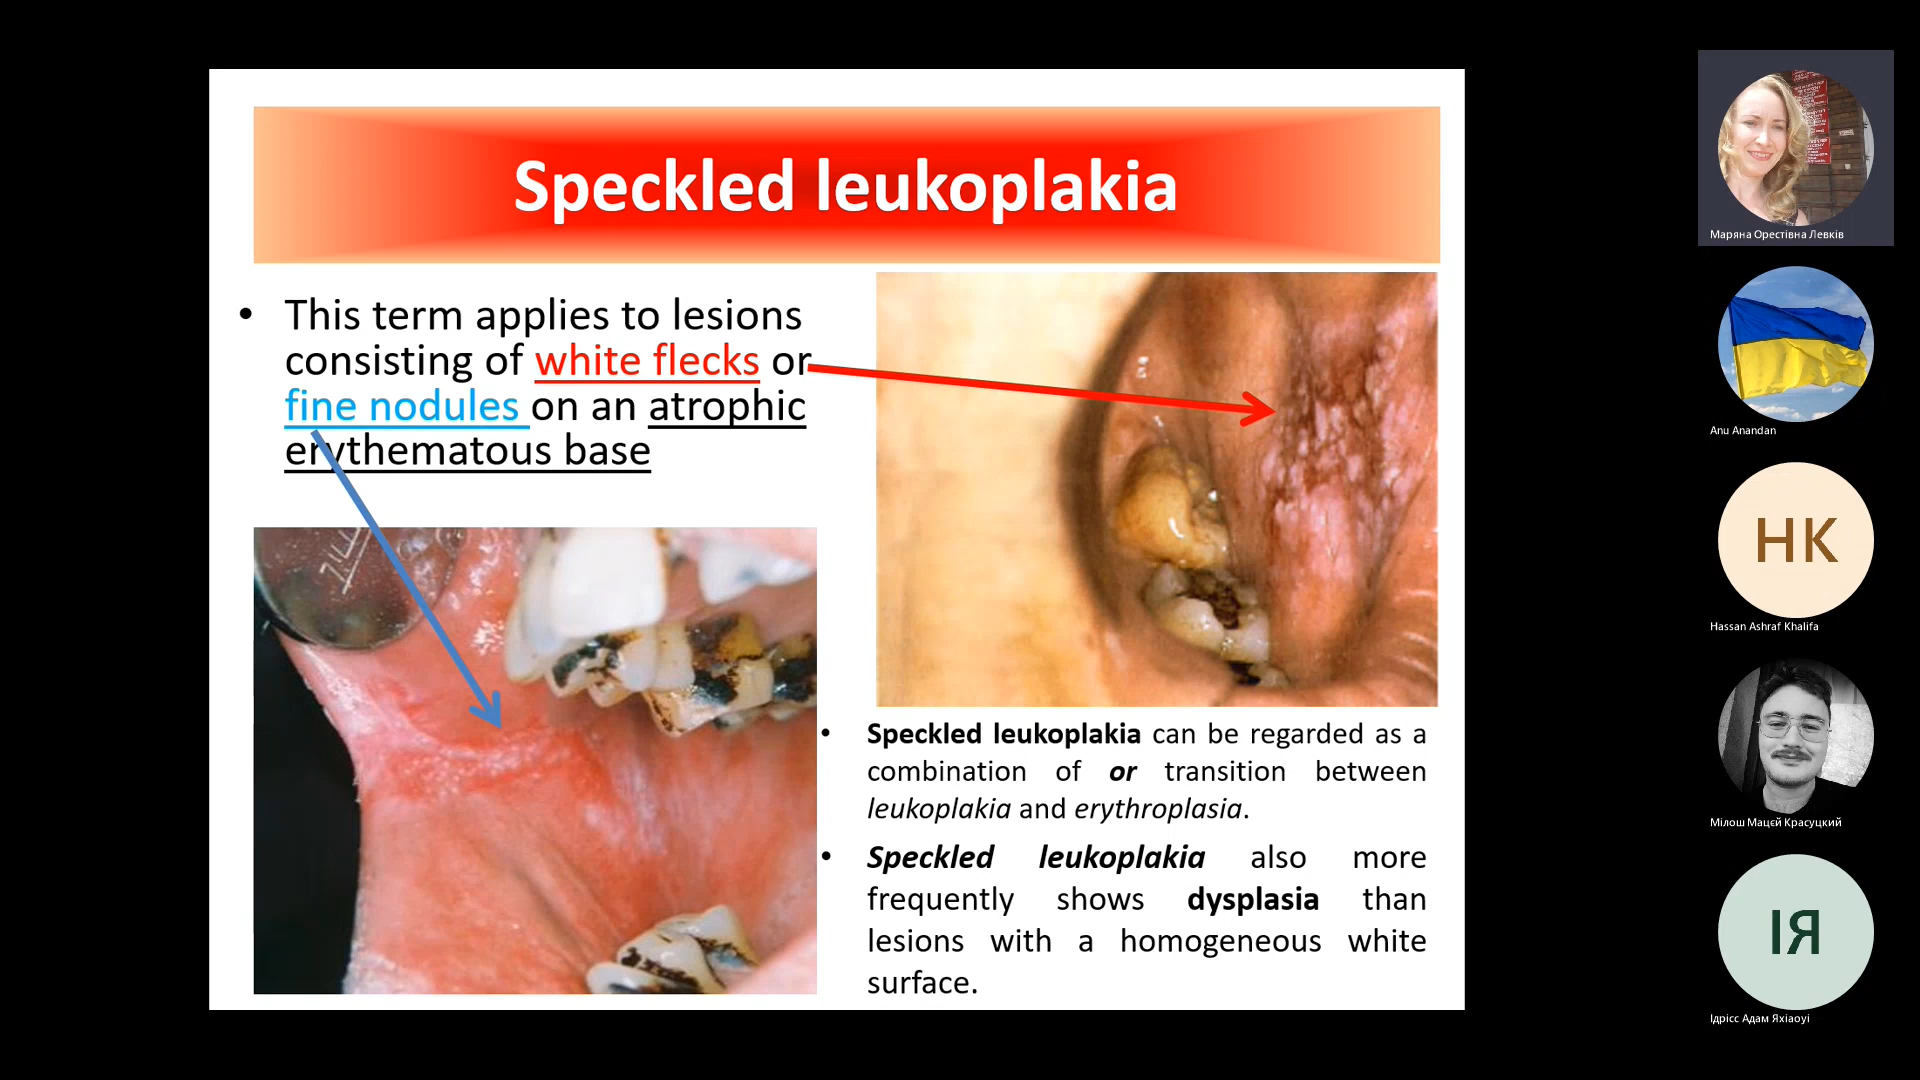 Speckled leukoplakia
• This term applies to lesions
consisting of white flecks or
fine nodules on an atrophic
erythematous base
• Speckled leukoplakia can be regarded as a
combination of or transition between
leukoplakia and erythroplasia.
• Speckled leukoplakia also more
frequently shows dysplasia than
lesions with a homogeneous white
surface.
Маряна Орестівна Левків
Anu Anandan
НК
Hassan Ashraf Khalifa
Мілош Мацєй Красуцкий
ІЯ
Ідрісс Адам Яхіаоуі